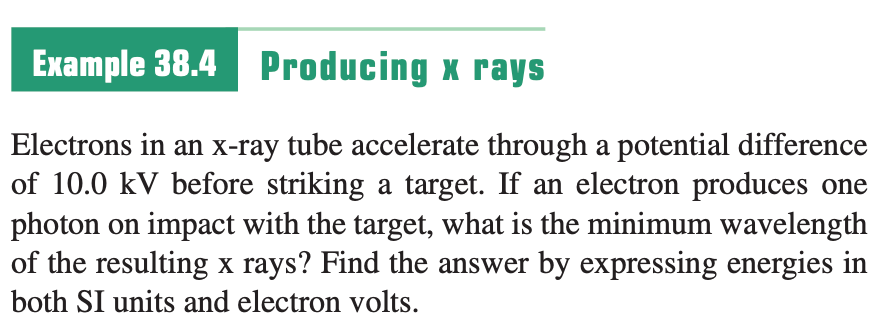 Example 38.4 Producing x rays
Electrons in an x-ray tube accelerate through a potential difference
of 10.0 kV before striking a target. If an electron produces one
photon on impact with the target, what is the minimum wavelength
of the resulting x rays? Find the answer by expressing energies in
both SI units and electron volts.